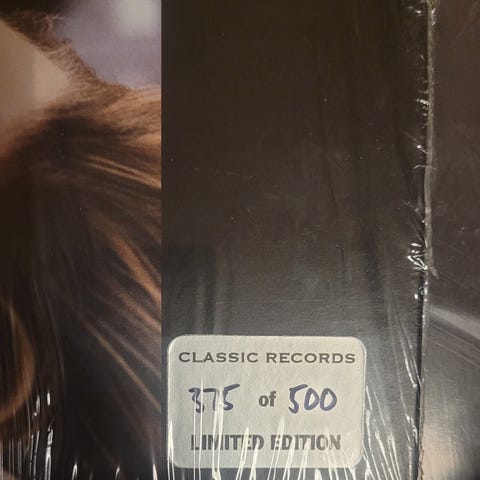 CLASSIC RECORDS
375 of 500
LIMITED EDITION